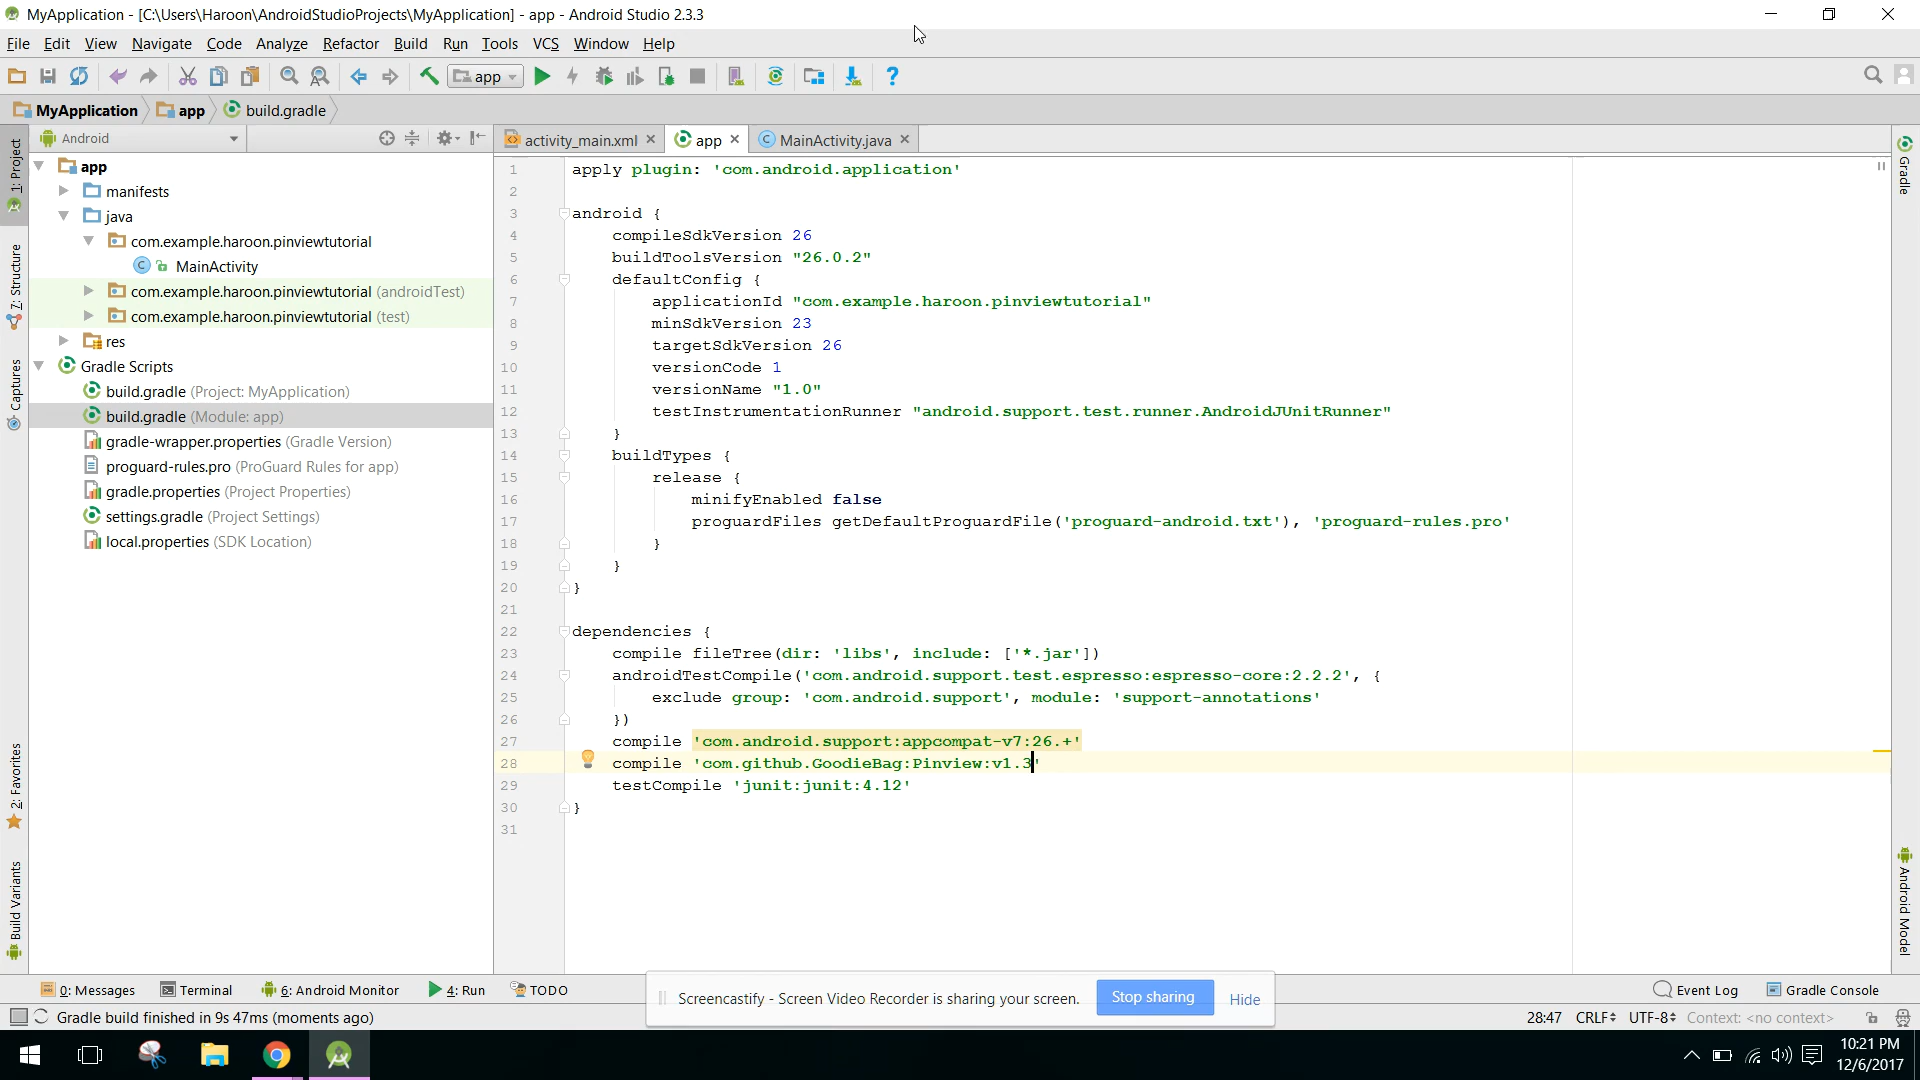 MyApplication - [C:\Users\Haroon\AndroidStudioProjects\MyApplication] - app - Android Studio 2.3.3
File Edit View Navigate Code Analyze Refactor Build Run Tools VCS Window Help
app
MyApplication app build.gradle
Android
activity_main.xml app MainActivity.java
1: Project
7: Structure
Captures
2: Favorites
Build Variants
app
manifests
java
com.example.haroon.pinviewtutorial
MainActivity
com.example.haroon.pinviewtutorial (androidTest)
com.example.haroon.pinviewtutorial (test)
res
Gradle Scripts
build.gradle (Project: MyApplication)
build.gradle (Module: app)
gradle-wrapper.properties (Gradle Version)
proguard-rules.pro (ProGuard Rules for app)
gradle.properties (Project Properties)
settings.gradle (Project Settings)
local.properties (SDK Location)
1 apply plugin: 'com.android.application'
2
3 android {
4 compileSdkVersion 26
5 buildToolsVersion "26.0.2"
6 defaultConfig {
7 applicationId "com.example.haroon.pinviewtutorial"
8 minSdkVersion 23
9 targetSdkVersion 26
10 versionCode 1
11 versionName "1.0"
12 testInstrumentationRunner "android.support.test.runner.AndroidJUnitRunner"
13 }
14 buildTypes {
15 release {
16 minifyEnabled false
17 proguardFiles getDefaultProguardFile('proguard-android.txt'), 'proguard-rules.pro'
18 }
19 }
20 }
21
22 dependencies {
23 compile fileTree(dir: 'libs', include: ['*.jar'])
24 androidTestCompile('com.android.support.test.espresso:espresso-core:2.2.2', {
25 exclude group: 'com.android.support', module: 'support-annotations'
26 })
27 compile 'com.android.support:appcompat-v7:26.+'
28 compile 'com.github.GoodieBag:Pinview:v1.3'
29 testCompile 'junit:junit:4.12'
30 }
31
Gradle
Android Model
0: Messages Terminal 6: Android Monitor 4: Run TODO
Screencastify - Screen Video Recorder is sharing your screen. Stop sharing Hide
Event Log Gradle Console
Gradle build finished in 9s 47ms (moments ago)
28:47 CRLF UTF-8 Context: <no context>
10:21 PM
12/6/2017